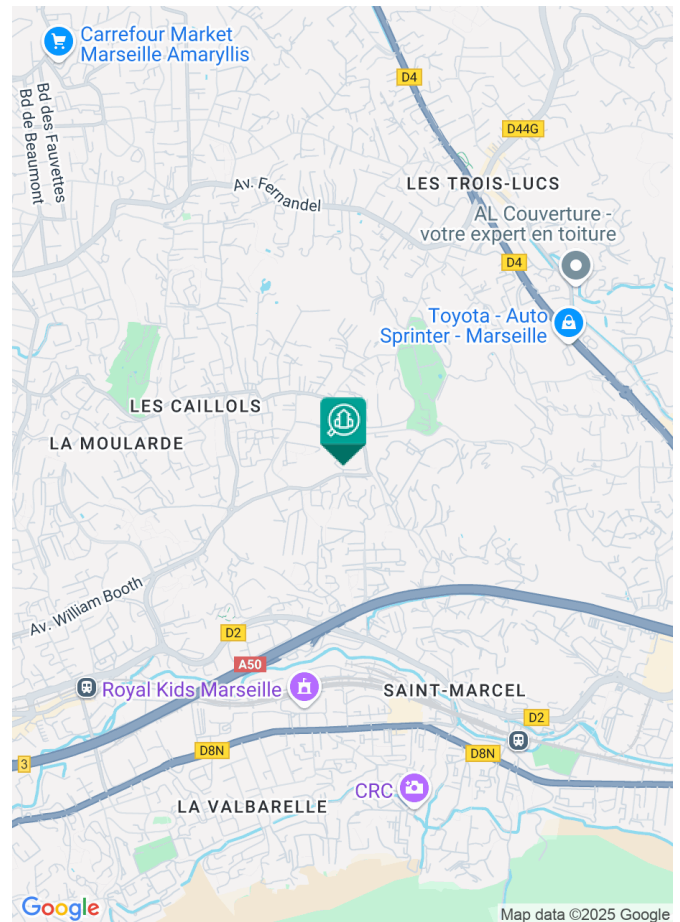 Carrefour Market
Marseille Amaryllis
Bd des Fauvettes
Bd de Beaumont
D4
D44G
Av. Fernandel
LES TROIS-LUCS
AL Couverture -
votre expert en toiture
D4
Toyota - Auto
Sprinter - Marseille
LES CAILLOLS
LA MOULARDE
Av. William Booth
D2
A50
Royal Kids Marseille
SAINT-MARCEL
D2
D8N
D8N
3
CRC
LA VALBARELLE
Google
Map data ©2025 Google